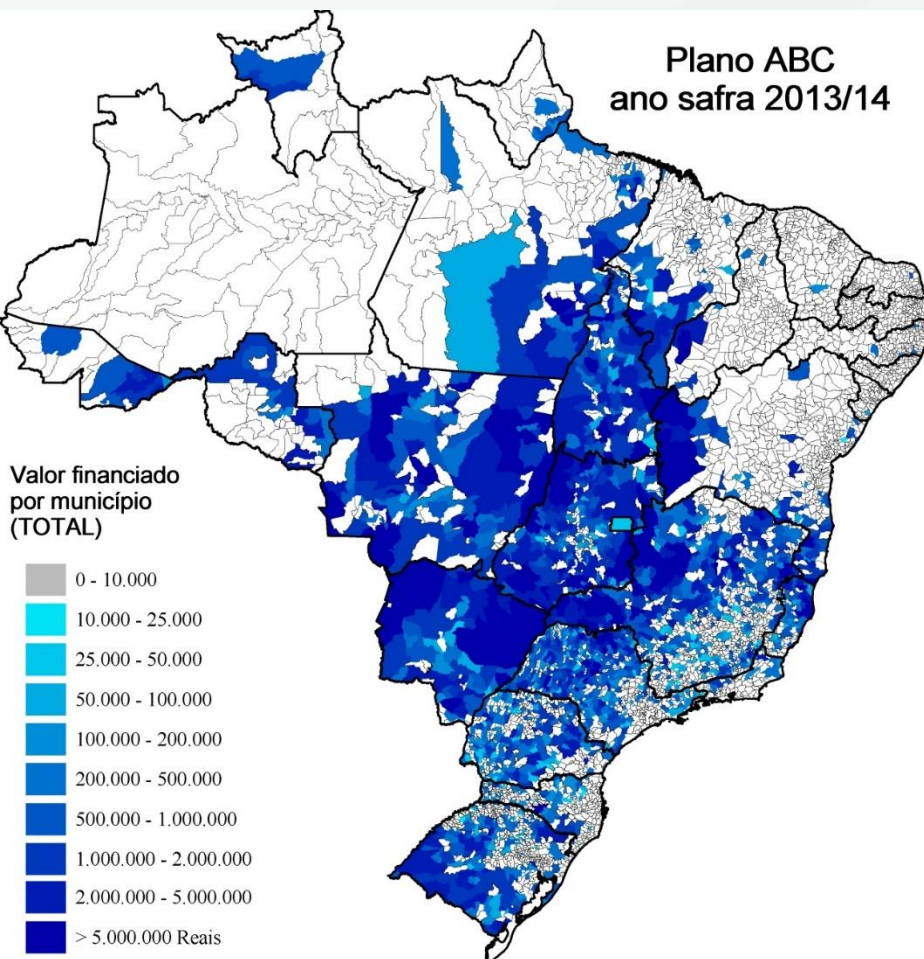 Plano ABC
ano safra 2013/14
Valor financiado
por município
(TOTAL)
0 - 10.000
10.000 - 25.000
25.000 - 50.000
50.000 - 100.000
100.000 - 200.000
200.000 - 500.000
500.000 - 1.000.000
1.000.000 - 2.000.000
2.000.000 - 5.000.000
> 5.000.000 Reais